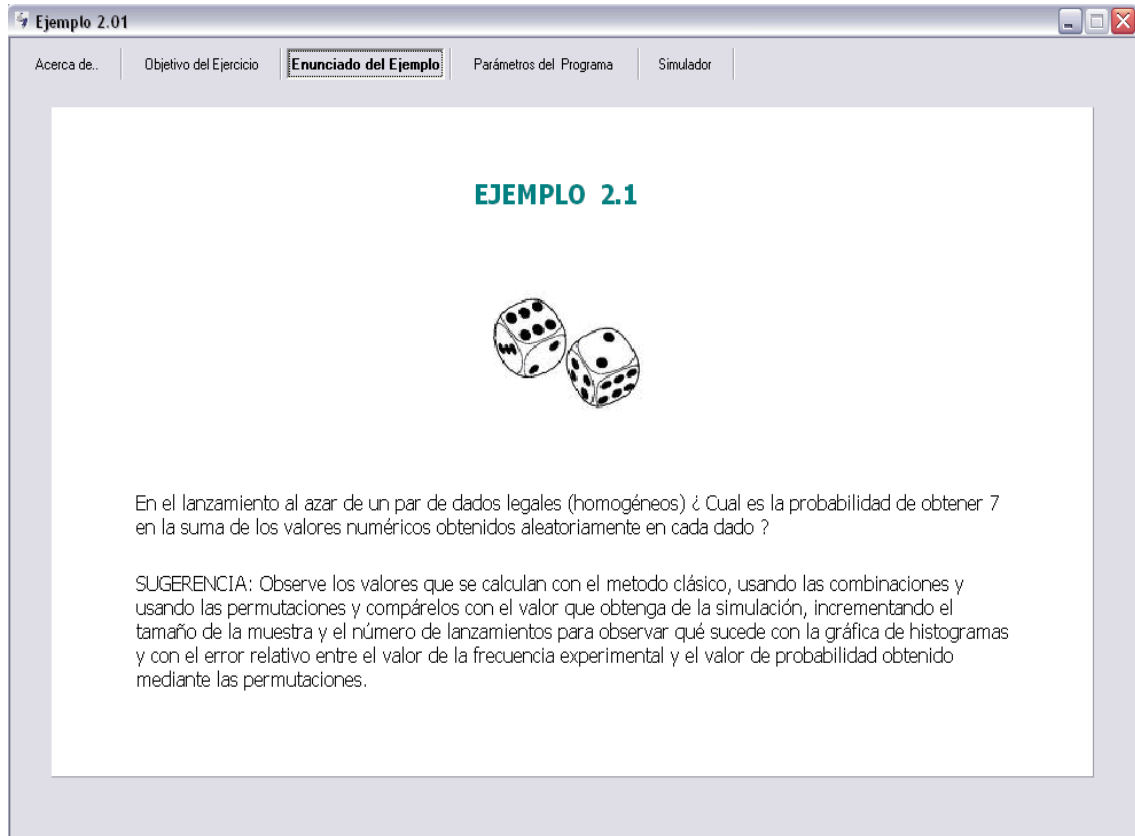 Ejemplo 2.01
Acerca de.. Objetivo del Ejercicio Enunciado del Ejemplo Parámetros del Programa Simulador
EJEMPLO 2.1
En el lanzamiento al azar de un par de dados legales (homogéneos) ¿ Cual es la probabilidad de obtener 7
en la suma de los valores numéricos obtenidos aleatoriamente en cada dado ?
SUGERENCIA: Observe los valores que se calculan con el metodo clásico, usando las combinaciones y
usando las permutaciones y compárelos con el valor que obtenga de la simulación, incrementando el
tamaño de la muestra y el número de lanzamientos para observar qué sucede con la gráfica de histogramas
y con el error relativo entre el valor de la frecuencia experimental y el valor de probabilidad obtenido
mediante las permutaciones.